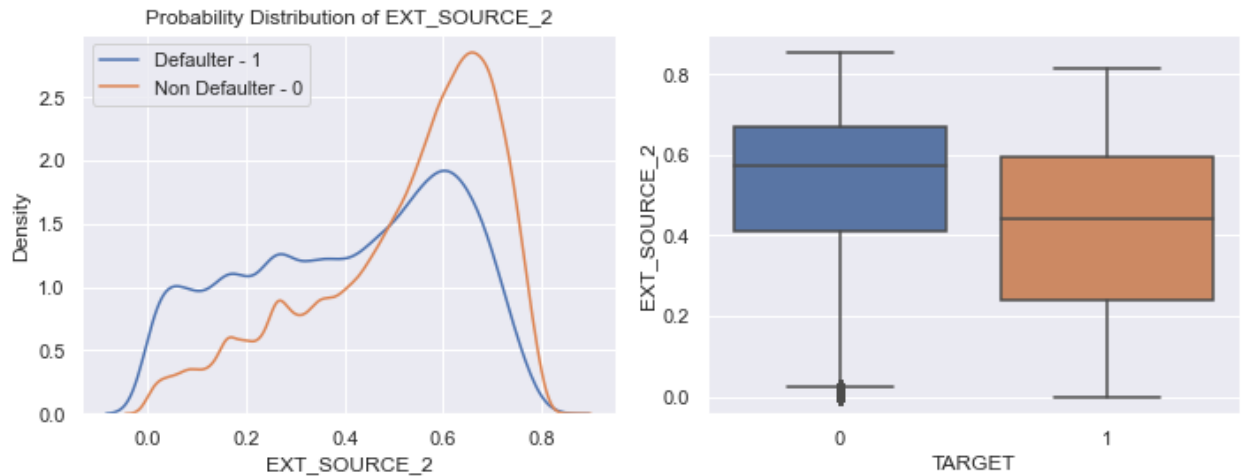 Probability Distribution of EXT_SOURCE_2
Defaulter - 1
Non Defaulter - 0
2.5
2.0
1.5
1.0
0.5
0.0
Density
0.0 0.2 0.4 0.6 0.8
EXT_SOURCE_2
0.8
0.6
0.4
0.2
0.0
EXT_SOURCE_2
0 1
TARGET